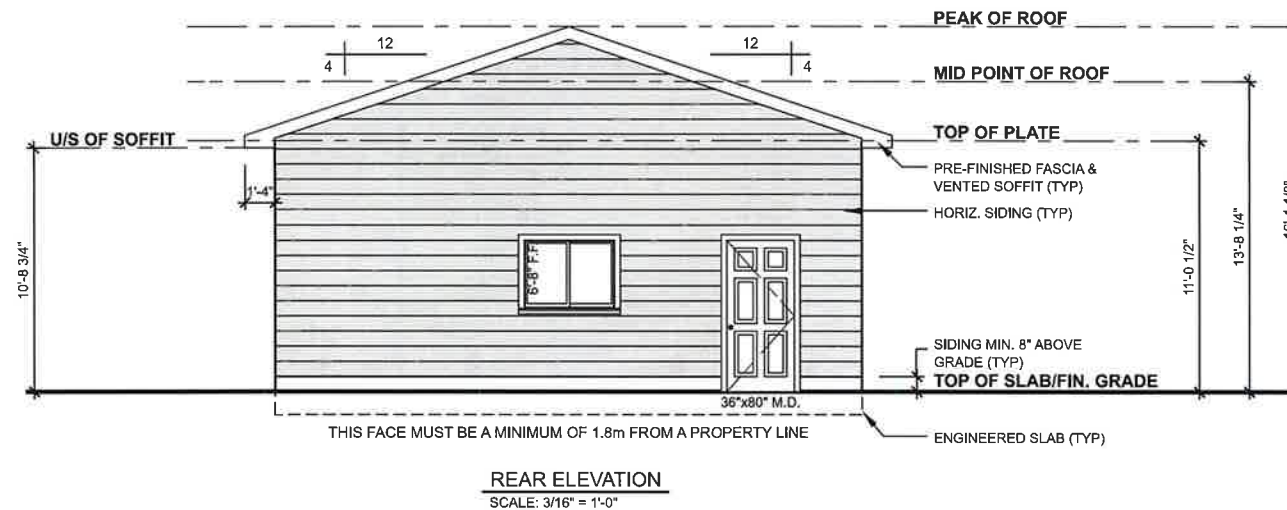 PEAK OF ROOF
12
4
12
4
MID POINT OF ROOF
U/S OF SOFFIT
TOP OF PLATE
PRE-FINISHED FASCIA &
VENTED SOFFIT (TYP)
1'-4"
HORIZ. SIDING (TYP)
10'-8 3/4"
6'-8" F.F.
11'-0 1/2"
13'-8 1/4"
SIDING MIN. 8" ABOVE
GRADE (TYP)
TOP OF SLAB/FIN. GRADE
36"x80" M.D.
THIS FACE MUST BE A MINIMUM OF 1.8m FROM A PROPERTY LINE
ENGINEERED SLAB (TYP)
REAR ELEVATION
SCALE: 3/16" = 1'-0"